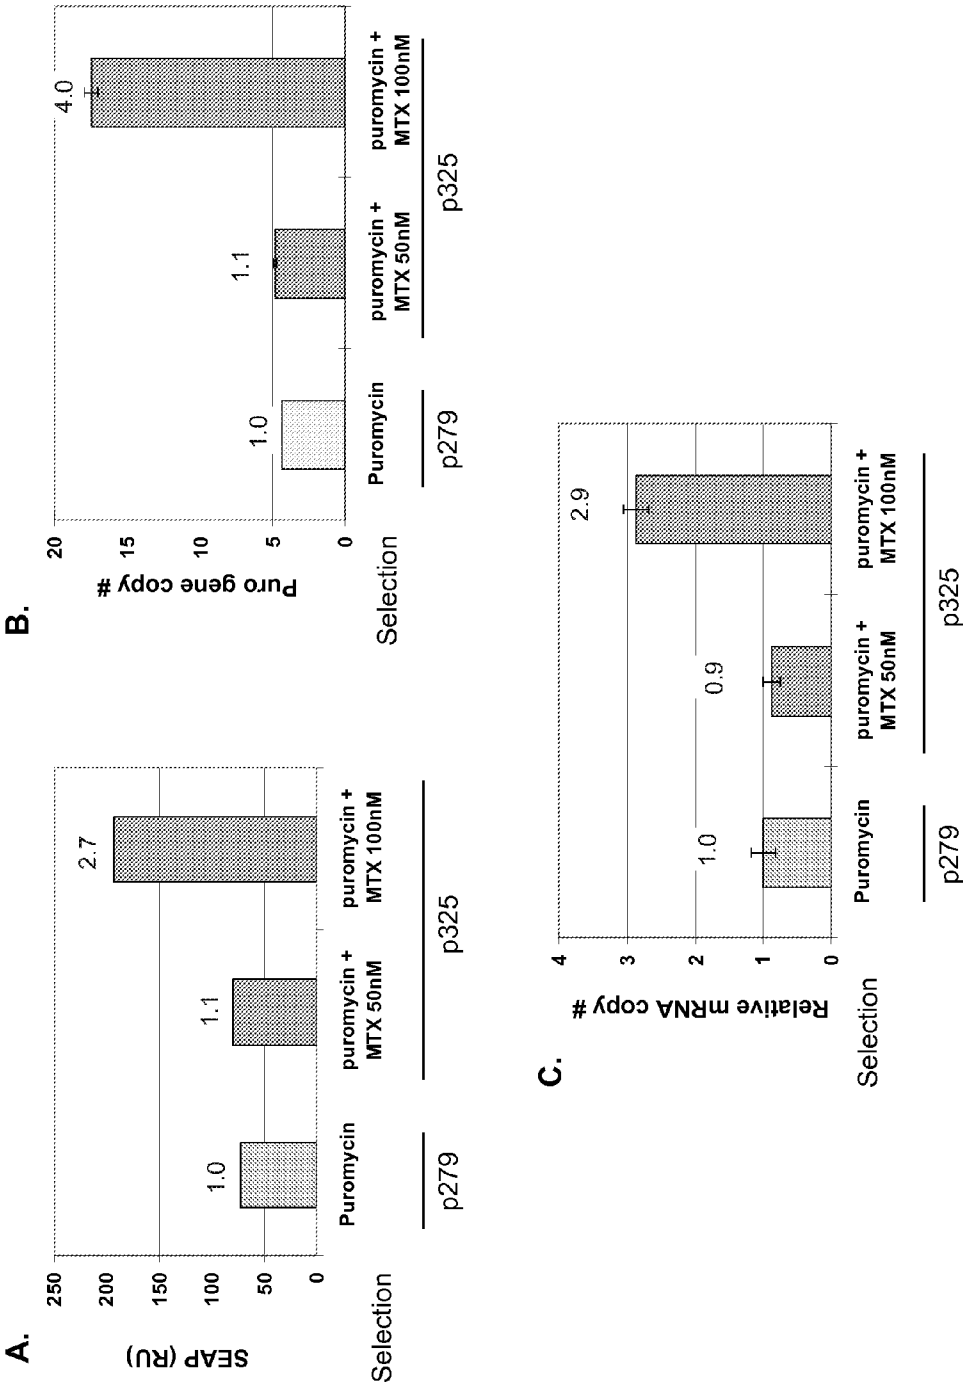 A.
SEAP (RU)
250
200
150
100
50
0
1.0
1.1
2.7
Selection
Puromycin
puromycin +
MTX 50nM
puromycin +
MTX 100nM
p279
p325
B.
Puro gene copy #
20
15
10
5
0
1.0
1.1
4.0
Selection
Puromycin
puromycin +
MTX 50nM
puromycin +
MTX 100nM
p279
p325
C.
Relative mRNA copy #
4
3
2
1
0
1.0
0.9
2.9
Selection
Puromycin
puromycin +
MTX 50nM
puromycin +
MTX 100nM
p279
p325